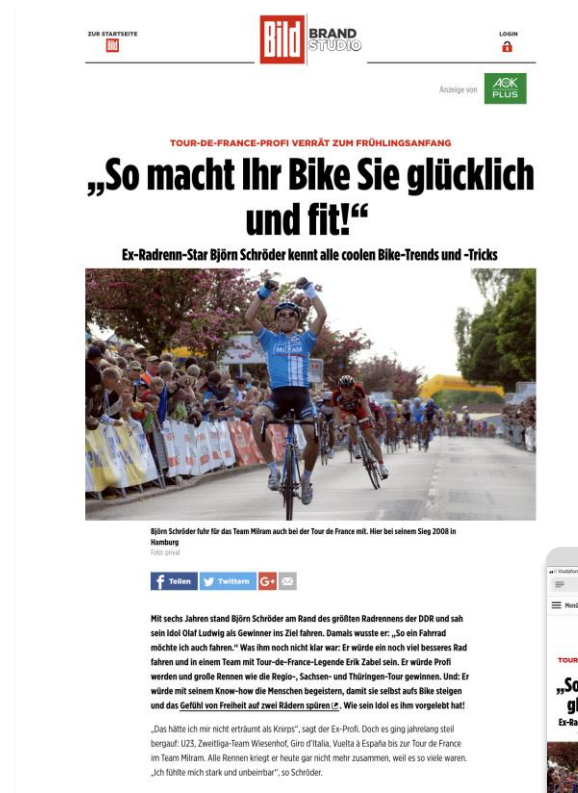 ZUR STARTSEITE
Bild
Bild BRAND
STUDIO
LOGIN
Anzeige von
AOK
PLUS
TOUR-DE-FRANCE-PROFI VERRÄT ZUM FRÜHLINGSANFANG
„So macht Ihr Bike Sie glücklich
und fit!“
Ex-Radrenn-Star Björn Schröder kennt alle coolen Bike-Trends und -Tricks
MILRAM
Björn Schröder fuhr für das Team Milram auch bei der Tour de France mit. Hier bei seinem Sieg 2008 in
Hamburg
Foto: privat
f Teilen
Twittern
G+
Mit sechs Jahren stand Björn Schröder am Rand des größten Radrennens der DDR und sah
sein Idol Olaf Ludwig als Gewinner ins Ziel fahren. Damals wusste er: „So ein Fahrrad
möchte ich auch fahren.“ Was ihm noch nicht klar war: Er würde ein noch viel besseres Rad
fahren und in einem Team mit Tour-de-France-Legende Erik Zabel sein. Er würde Profi
werden und große Rennen wie die Regio-, Sachsen- und Thüringen-Tour gewinnen. Und: Er
würde mit seinem Know-how die Menschen begeistern, damit sie selbst aufs Bike steigen
und das Gefühl von Freiheit auf zwei Rädern spüren. Wie sein Idol es ihm vorgelebt hat!
„Das hätte ich mir nicht erträumt als Knirps”, sagt der Ex-Profi. Doch es ging jahrelang steil
bergauf: U23, Zweitliga-Team Wiesenhof, Giro d’Italia, Vuelta à España bis zur Tour de France
im Team Milram. Alle Rennen kriegt er heute gar nicht mehr zusammen, weil es so viele waren.
„Ich fühlte mich stark und unbeirrbar“, so Schröder.
Menü
TOUR
„So
gl
Ex-Ra